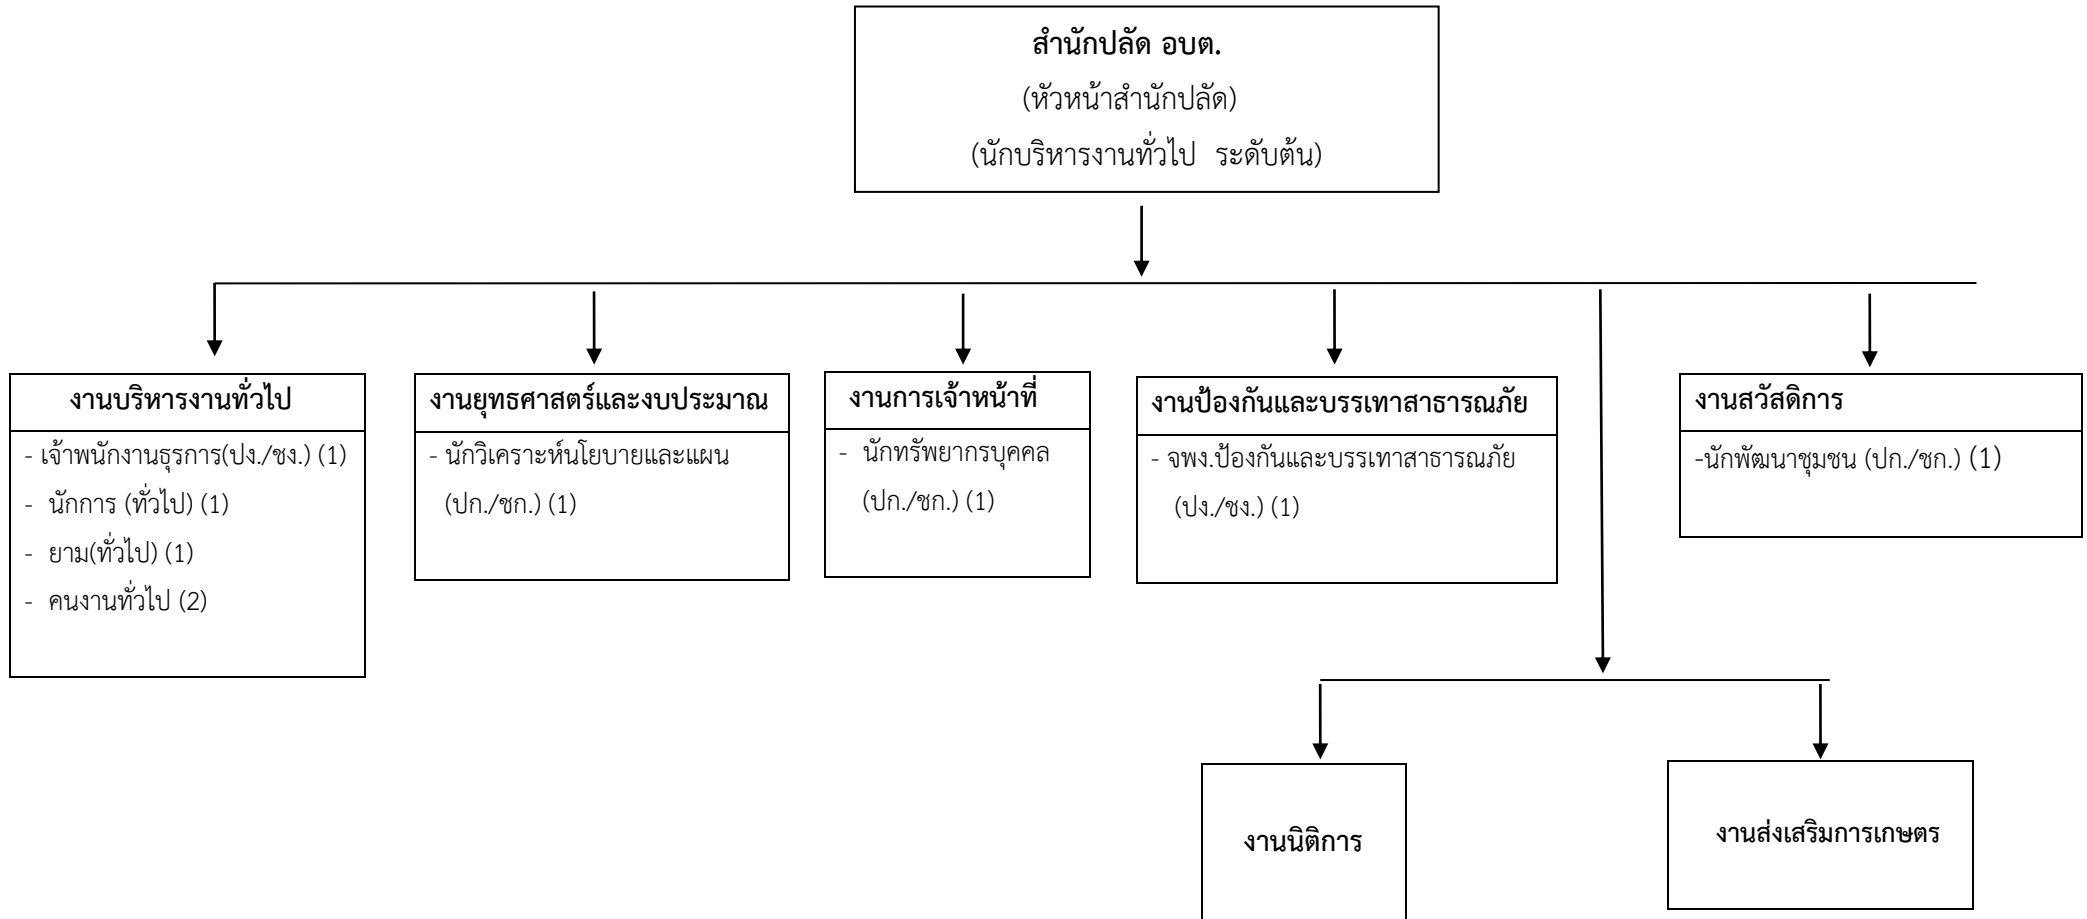 สำนักปลัด อบต.
(หัวหน้าสำนักปลัด)
(นักบริหารงานทั่วไป ระดับต้น)
งานบริหารงานทั่วไป
- เจ้าพนักงานธุรการ(ปง./ชง.) (1)
- นักการ (ทั่วไป) (1)
- ยาม(ทั่วไป) (1)
- คนงานทั่วไป (2)
งานยุทธศาสตร์และงบประมาณ
- นักวิเคราะห์นโยบายและแผน
(ปก./ชก.) (1)
งานการเจ้าหน้าที่
- นักทรัพยากรบุคคล
(ปก./ชก.) (1)
งานป้องกันและบรรเทาสาธารณภัย
- จพง.ป้องกันและบรรเทาสาธารณภัย
(ปง./ชง.) (1)
งานสวัสดิการ
-นักพัฒนาชุมชน (ปก./ชก.) (1)
งานนิติการ
งานส่งเสริมการเกษตร